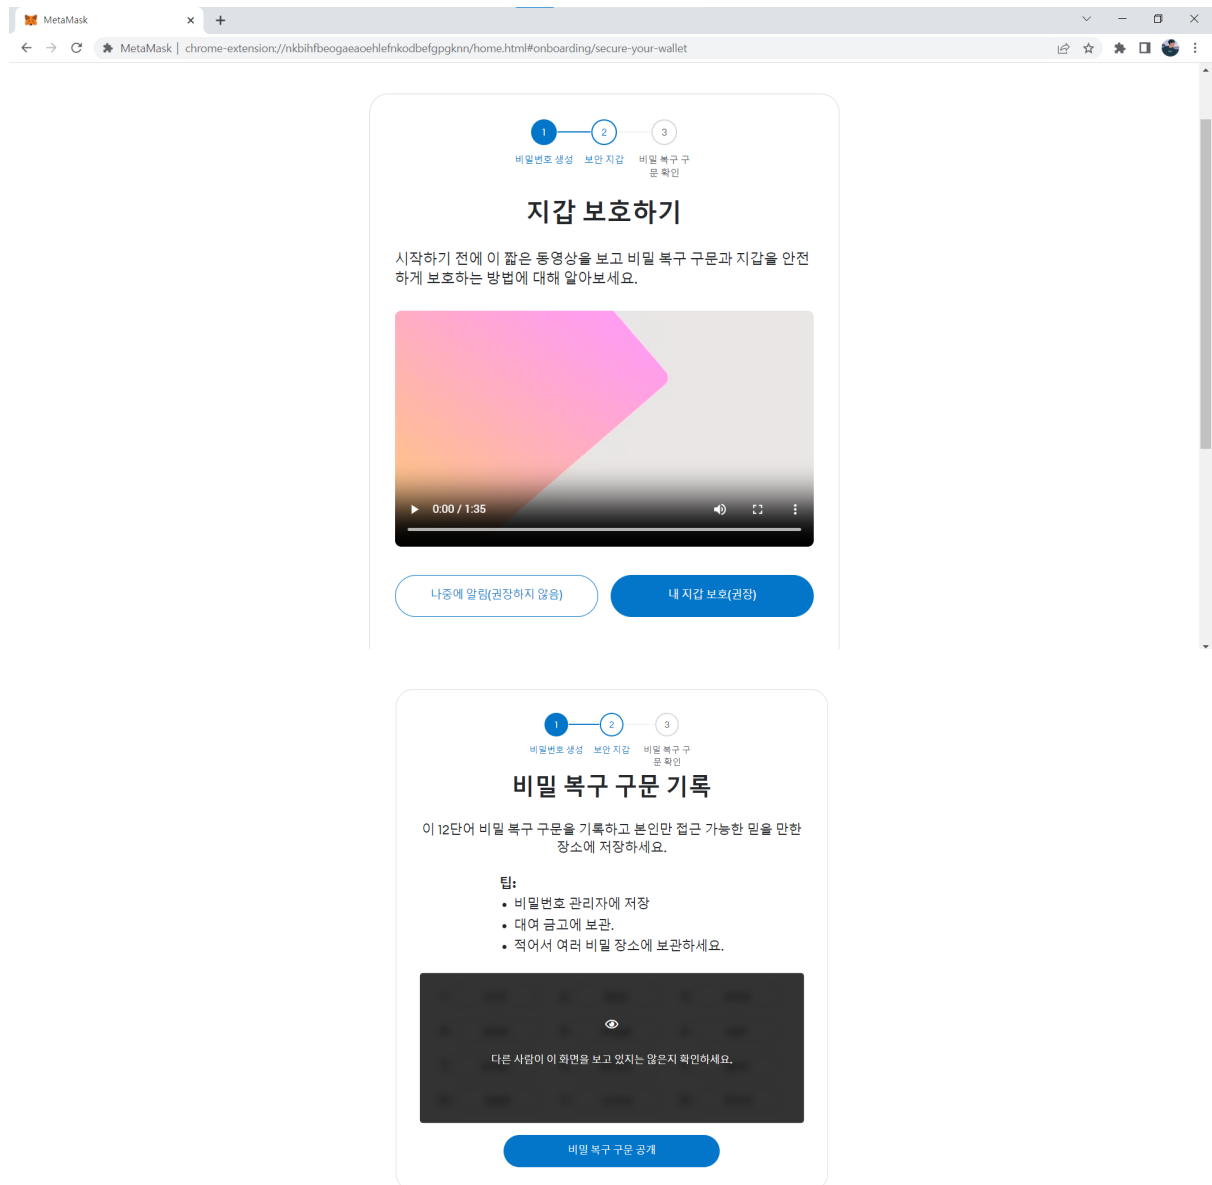 MetaMask
MetaMask | chrome-extension://nkbihfbeogaeaoehlefnkodbefgpgknn/home.html#onboarding/secure-your-wallet
1 2 3
비밀번호 생성 보안 지갑 비밀 복구 구
문 확인
지갑 보호하기
시작하기 전에 이 짧은 동영상을 보고 비밀 복구 구문과 지갑을 안전
하게 보호하는 방법에 대해 알아보세요.
0:00 / 1:35
나중에 알림(권장하지 않음) 내 지갑 보호(권장)
1 2 3
비밀번호 생성 보안 지갑 비밀 복구 구
문 확인
비밀 복구 구문 기록
이 12단어 비밀 복구 구문을 기록하고 본인만 접근 가능한 믿을 만한
장소에 저장하세요.
팁:
• 비밀번호 관리자에 저장
• 대여 금고에 보관.
• 적어서 여러 비밀 장소에 보관하세요.
다른 사람이 이 화면을 보고 있지는 않은지 확인하세요.
비밀 복구 구문 공개